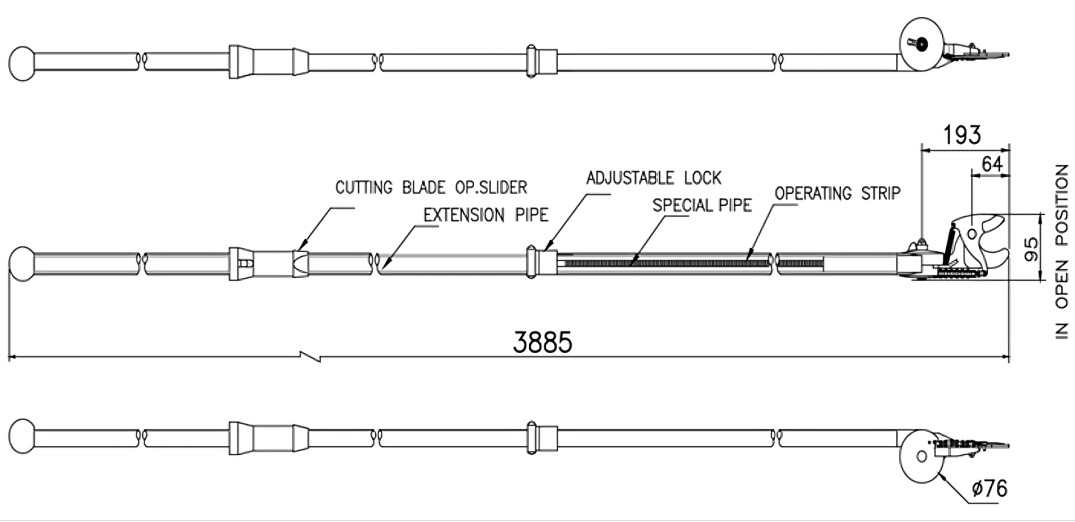 193
64
CUTTING BLADE OP.SLIDER
ADJUSTABLE LOCK
EXTENSION PIPE
SPECIAL PIPE
OPERATING STRIP
95
IN OPEN POSITION
3885
ø76